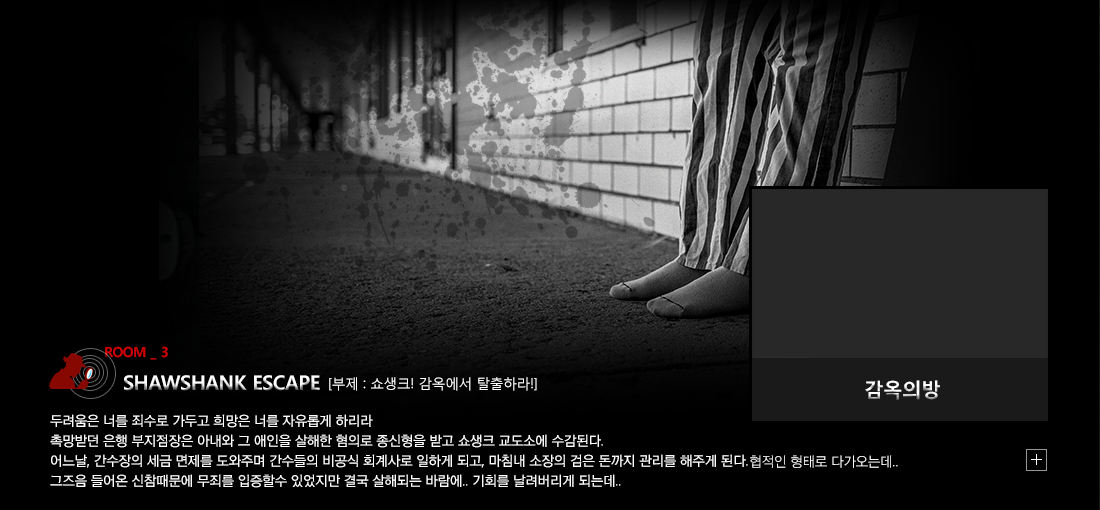 ROOM _ 3
SHAWSHANK ESCAPE [부제 : 쇼생크! 감옥에서 탈출하라!]
감옥의방
두려움은 너를 죄수로 가두고 희망은 너를 자유롭게 하리라
촉망받던 은행 부지점장은 아내와 그 애인을 살해한 혐의로 종신형을 받고 쇼생크 교도소에 수감된다.
어느날, 간수장의 세금 면제를 도와주며 간수들의 비공식 회계사로 일하게 되고, 마침내 소장의 검은 돈까지 관리를 해주게 된다.협적인 형태로 다가오는데..
그즈음 들어온 신참때문에 무죄를 입증할수 있었지만 결국 살해되는 바람에.. 기회를 날려버리게 되는데..